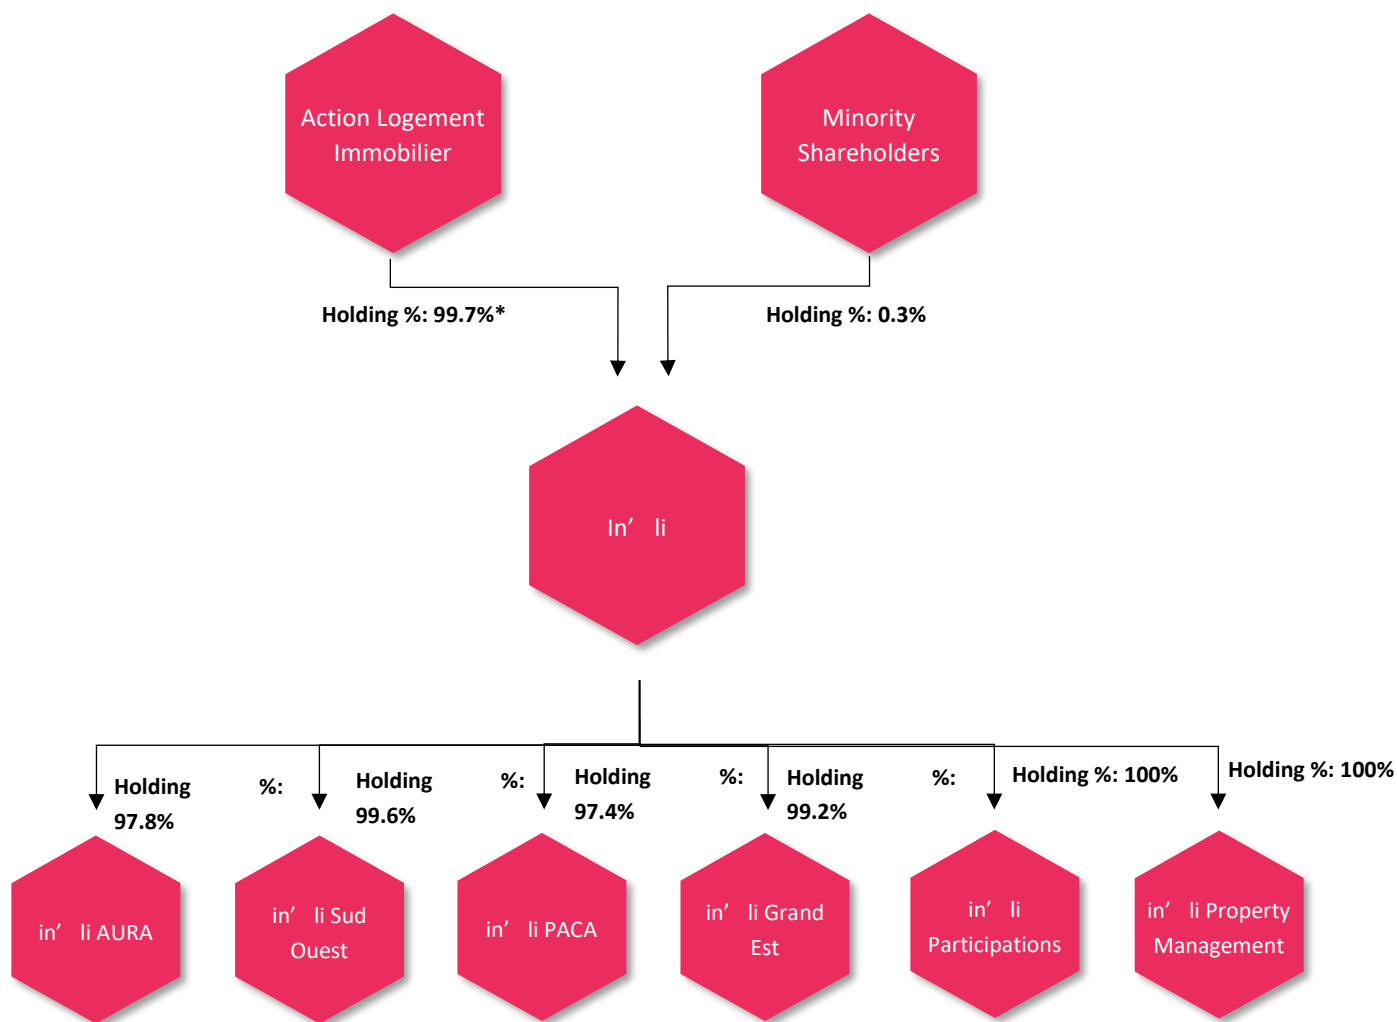 Action Logement
Immobilier
Minority
Shareholders
Holding %: 99.7%*
Holding %: 0.3%
In’ li
Holding %:
97.8%
Holding %:
99.6%
Holding %:
97.4%
Holding %:
99.2%
Holding %: 100%
Holding %: 100%
in’ li AURA
in’ li Sud
Ouest
in’ li PACA
in’ li Grand
Est
in’ li
Participations
in’ li Property
Management